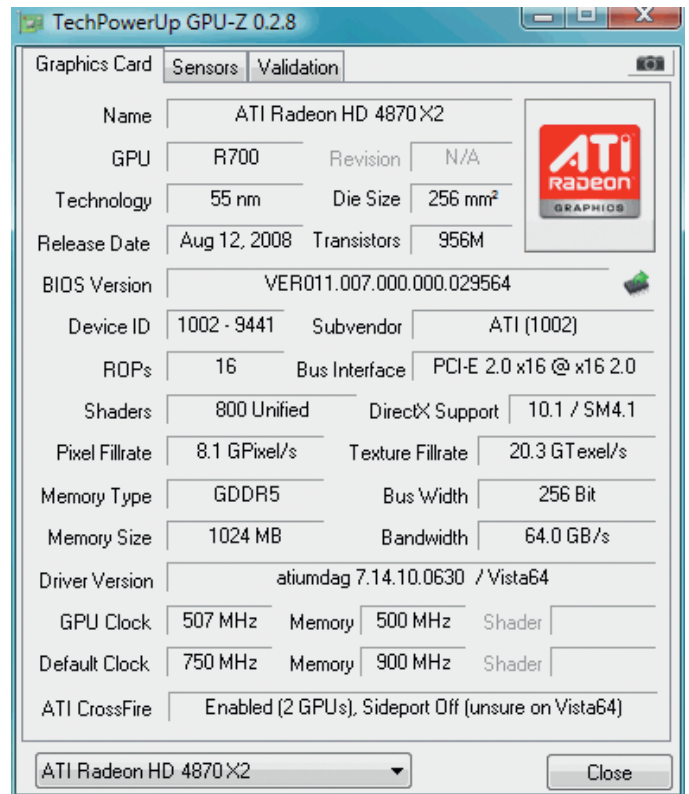 TechPowerUp GPU-Z 0.2.8
Graphics Card Sensors Validation
Name ATI Radeon HD 4870 X2
ATI
RADEON
GRAPHICS
GPU R700 Revision N/A
Technology 55 nm Die Size 256 mm²
Release Date Aug 12, 2008 Transistors 956M
BIOS Version VER011.007.000.000.029564
Device ID 1002 - 9441 Subvendor ATI (1002)
ROPs 16 Bus Interface PCI-E 2.0 x16 @ x16 2.0
Shaders 800 Unified DirectX Support 10.1 / SM4.1
Pixel Fillrate 8.1 GPixel/s Texture Fillrate 20.3 GTexel/s
Memory Type GDDR5 Bus Width 256 Bit
Memory Size 1024 MB Bandwidth 64.0 GB/s
Driver Version atiumdag 7.14.10.0630 / Vista64
GPU Clock 507 MHz Memory 500 MHz Shader
Default Clock 750 MHz Memory 900 MHz Shader
ATI CrossFire Enabled (2 GPUs), Sideport Off (unsure on Vista64)
ATI Radeon HD 4870 X2 Close